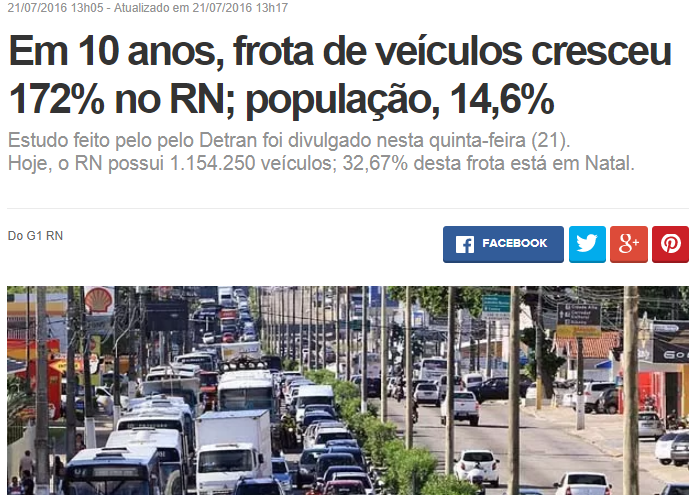 21/07/2016 13h05 - Atualizado em 21/07/2016 13h17
Em 10 anos, frota de veículos cresceu
172% no RN; população, 14,6%
Estudo feito pelo pelo Detran foi divulgado nesta quinta-feira (21).
Hoje, o RN possui 1.154.250 veículos; 32,67% desta frota está em Natal.
Do G1 RN
FACEBOOK